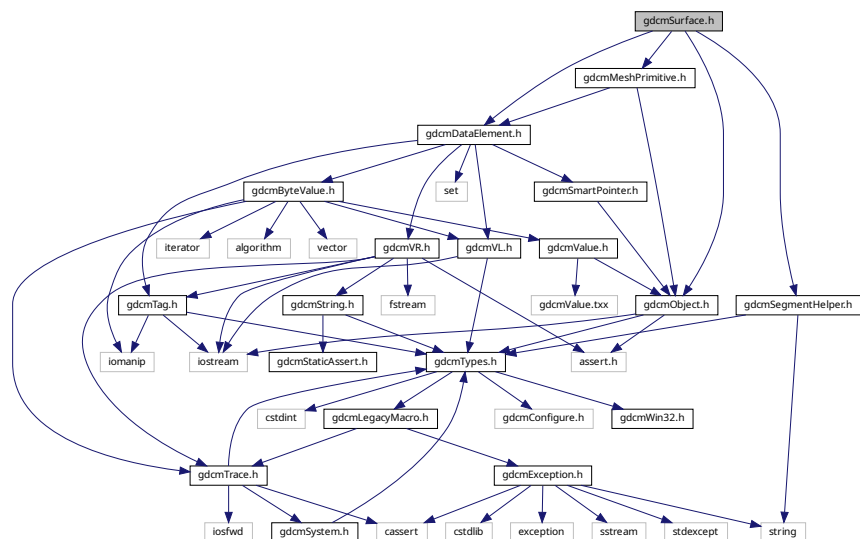 gdcmSurface.h
gdcmMeshPrimitive.h
gdcmDataElement.h
gdcmByteValue.h
set
gdcmSmartPointer.h
iterator
algorithm
vector
gdcmVR.h
gdcmVL.h
gdcmValue.h
gdcmTag.h
gdcmString.h
fstream
gdcmValue.txx
gdcmObject.h
gdcmSegmentHelper.h
iomanip
iostream
gdcmStaticAssert.h
gdcmTypes.h
assert.h
cstdint
gdcmLegacyMacro.h
gdcmConfigure.h
gdcmWin32.h
gdcmTrace.h
gdcmException.h
iosfwd
gdcmSystem.h
cassert
cstdlib
exception
sstream
stdexcept
string